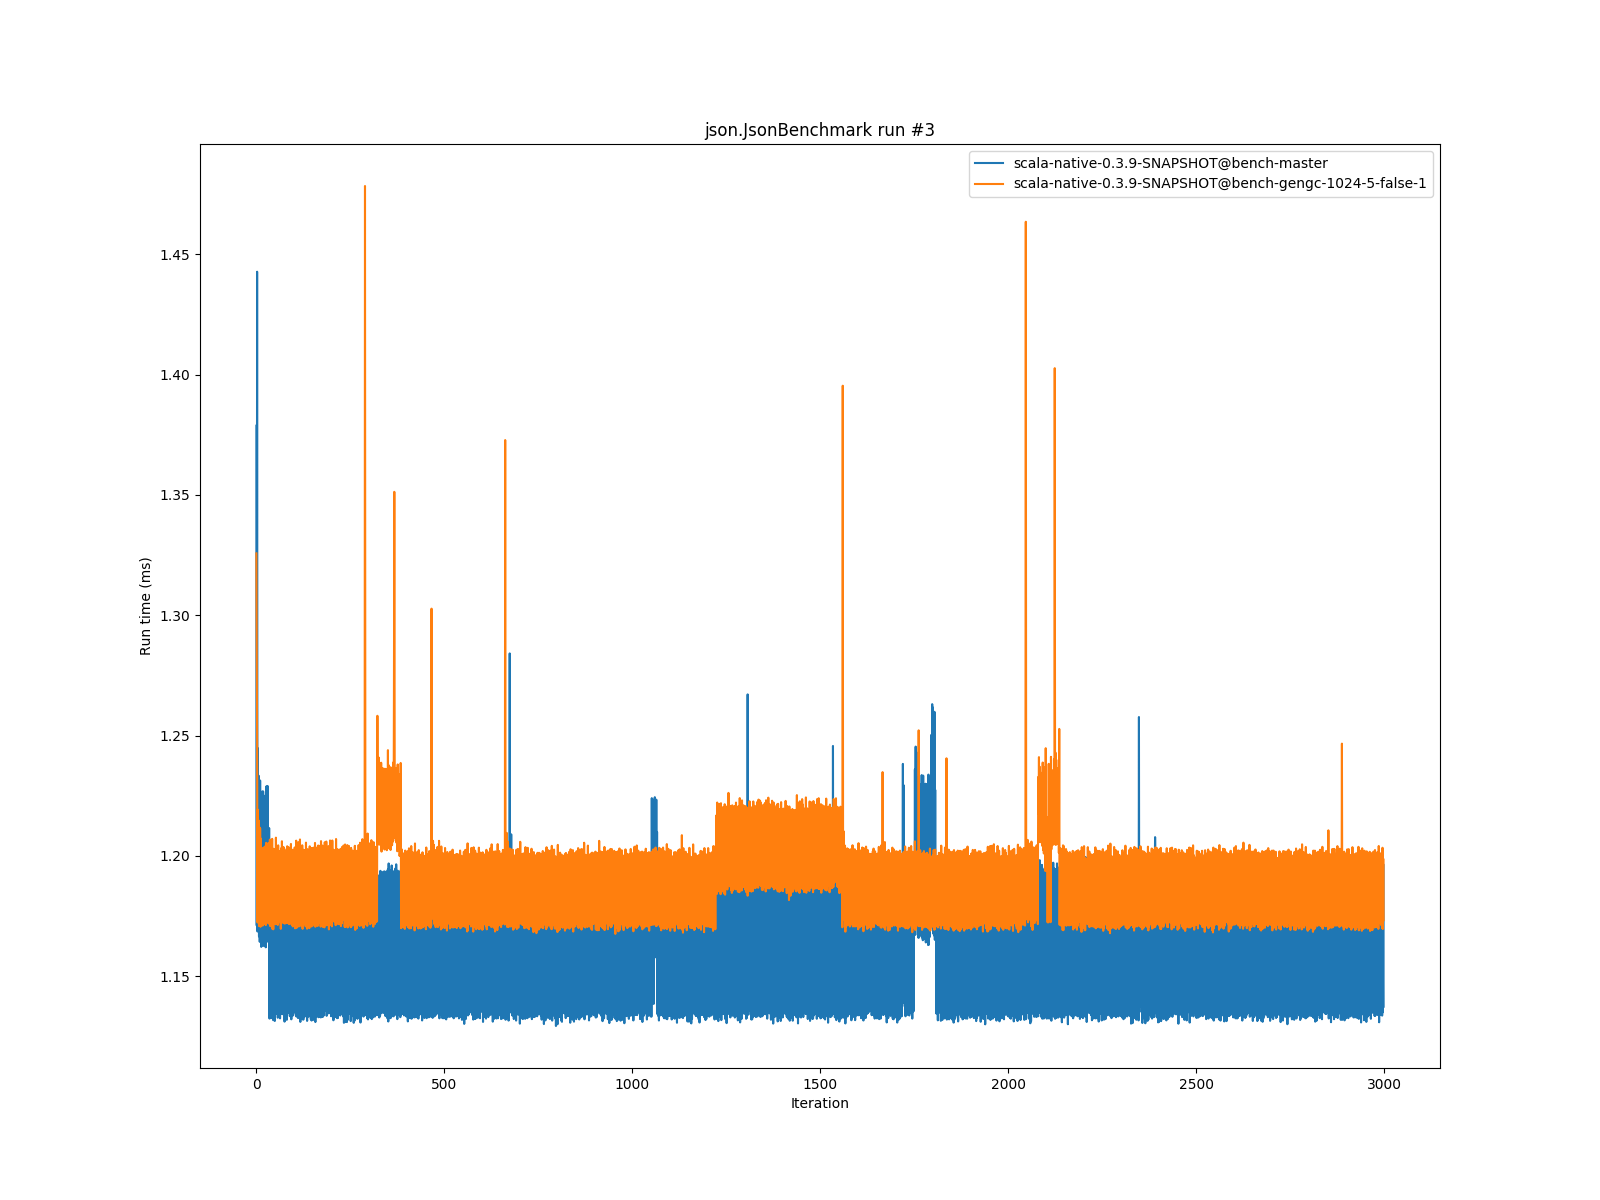 json.JsonBenchmark run #3
scala-native-0.3.9-SNAPSHOT@bench-master
scala-native-0.3.9-SNAPSHOT@bench-gengc-1024-5-false-1
Run time (ms)
1.45
1.40
1.35
1.30
1.25
1.20
1.15
0
500
1000
1500
2000
2500
3000
Iteration